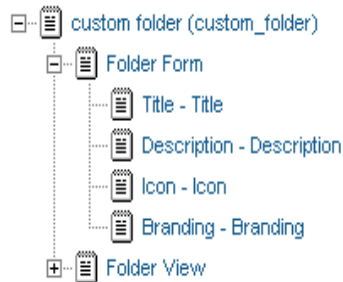 custom folder (custom_folder)
Folder Form
Title - Title
Description - Description
Icon - Icon
Branding - Branding
Folder View